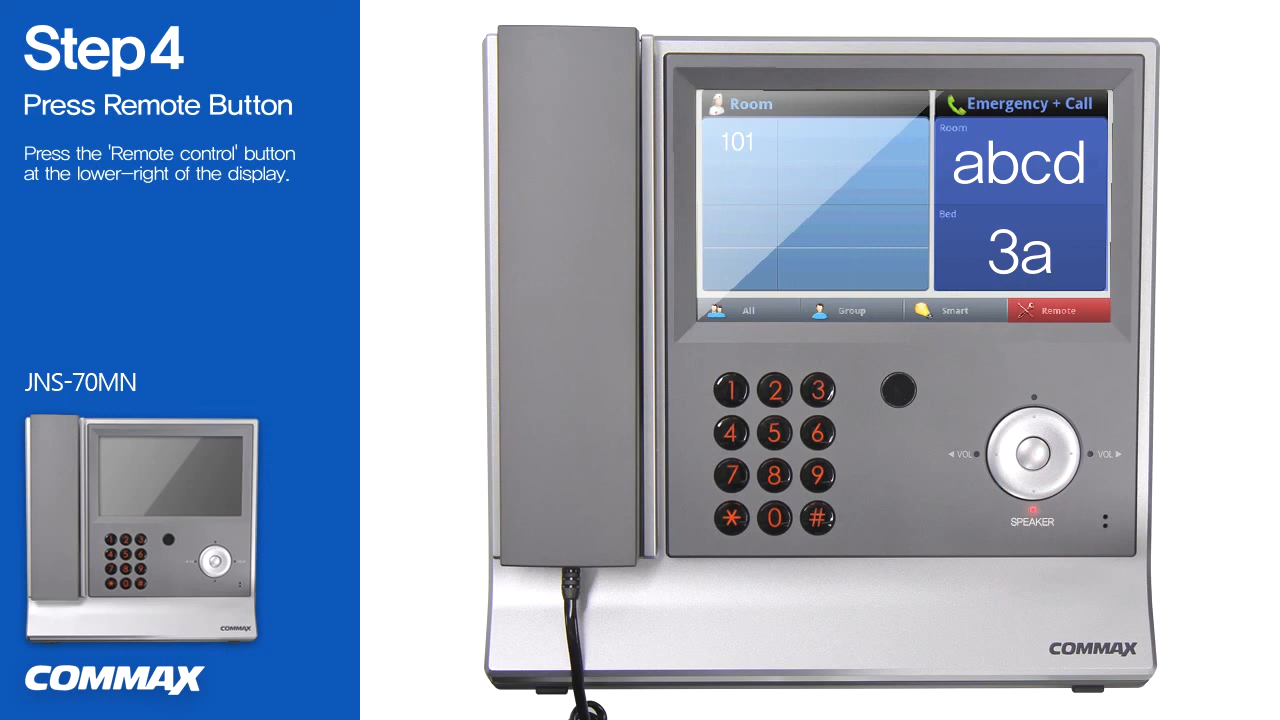 Step4
Press Remote Button
Press the 'Remote control' button
at the lower-right of the display.
JNS-70MN
COMMAX
COMMAX
Room
Emergency + Call
101
Room
abcd
Bed
3a
All
Group
Smart
Remote
1 2 3
4 5 6
7 8 9
* 0 #
◀ VOL
VOL ▶
SPEAKER
COMMAX